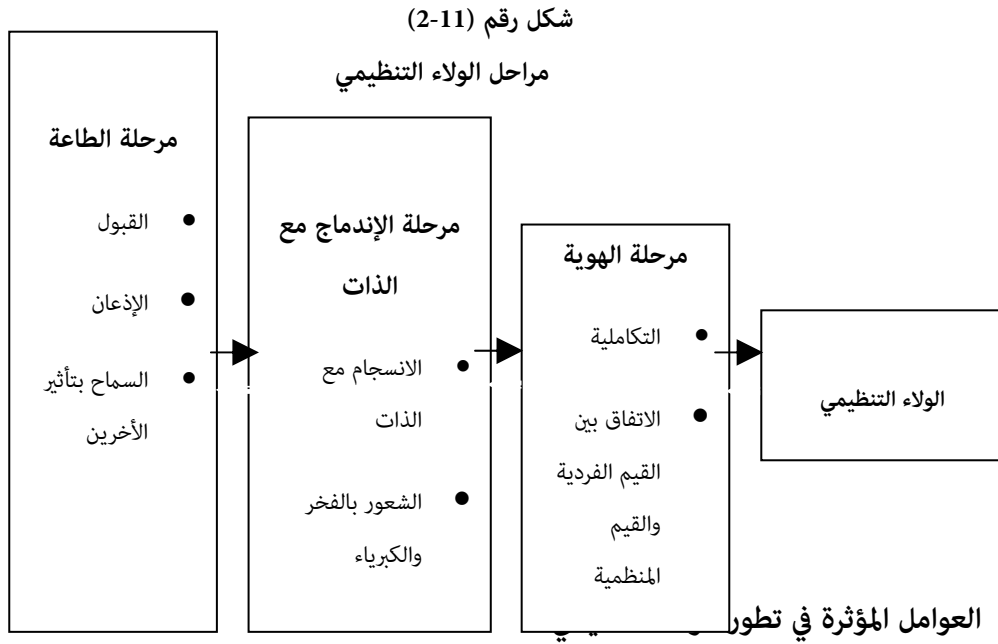 شكل رقم (11-2)
مراحل الولاء التنظيمي
مرحلة الطاعة
● القبول
● الإذعان
● السماح بتأثير
الأخرين
مرحلة الإندماج مع
الذات
● الانسجام مع
الذات
● الشعور بالفخر
والكبرياء
مرحلة الهوية
● التكاملية
● الاتفاق بين
القيم الفردية
والقيم
المنظمية
الولاء التنظيمي
العوامل المؤثرة في تطور